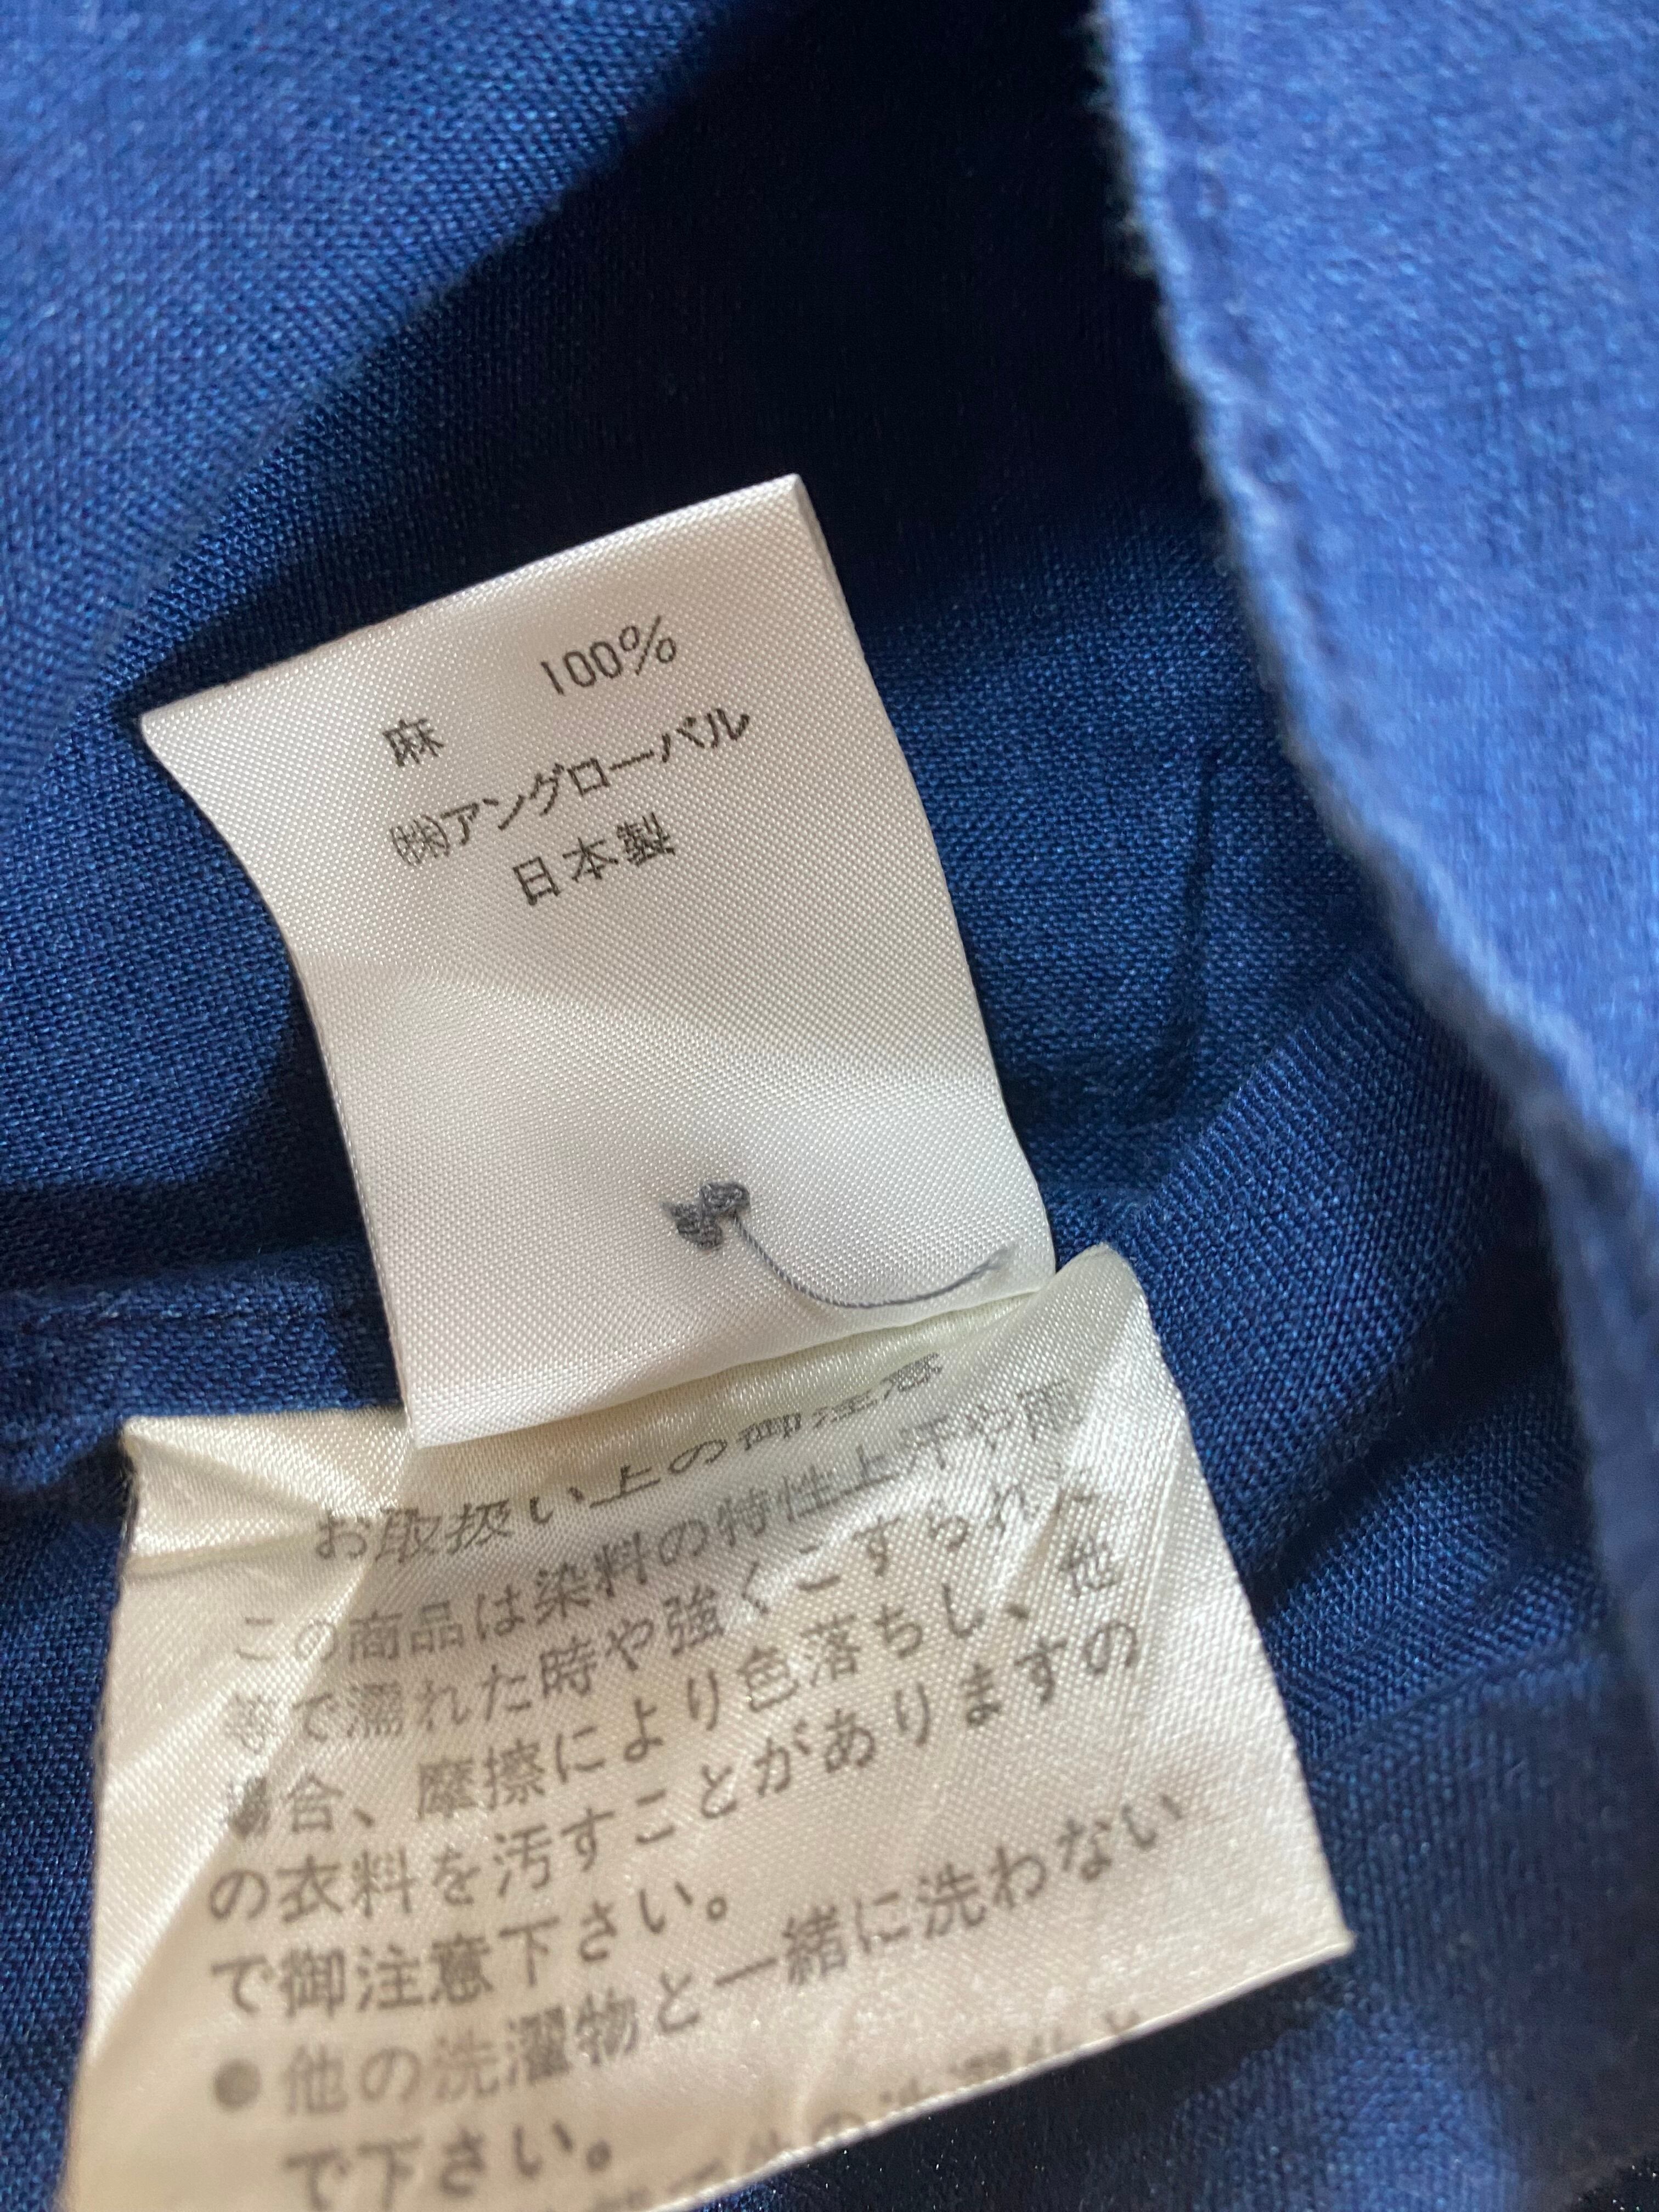 麻 100%
㈱アングローバル
日本製
お取扱い上の御注意
この商品は染料の特性上汗や雨
等で濡れた時や強くこすられた
場合、摩擦により色落ちし、他
の衣料を汚すことがありますの
で御注意下さい。
●他の洗濯物と一緒に洗わない
で下さい。